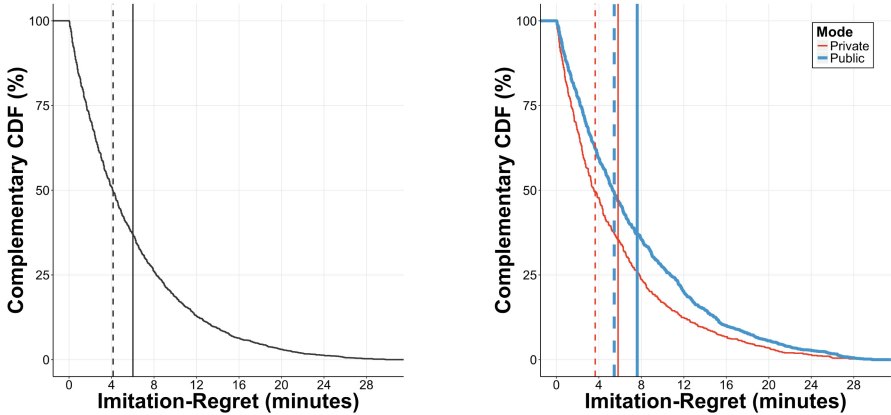 Complementary CDF (%)
100
75
50
25
0
0 4 8 12 16 20 24 28
Imitation-Regret (minutes)
Complementary CDF (%)
100
75
50
25
0
Mode
Private
Public
0 4 8 12 16 20 24 28
Imitation-Regret (minutes)